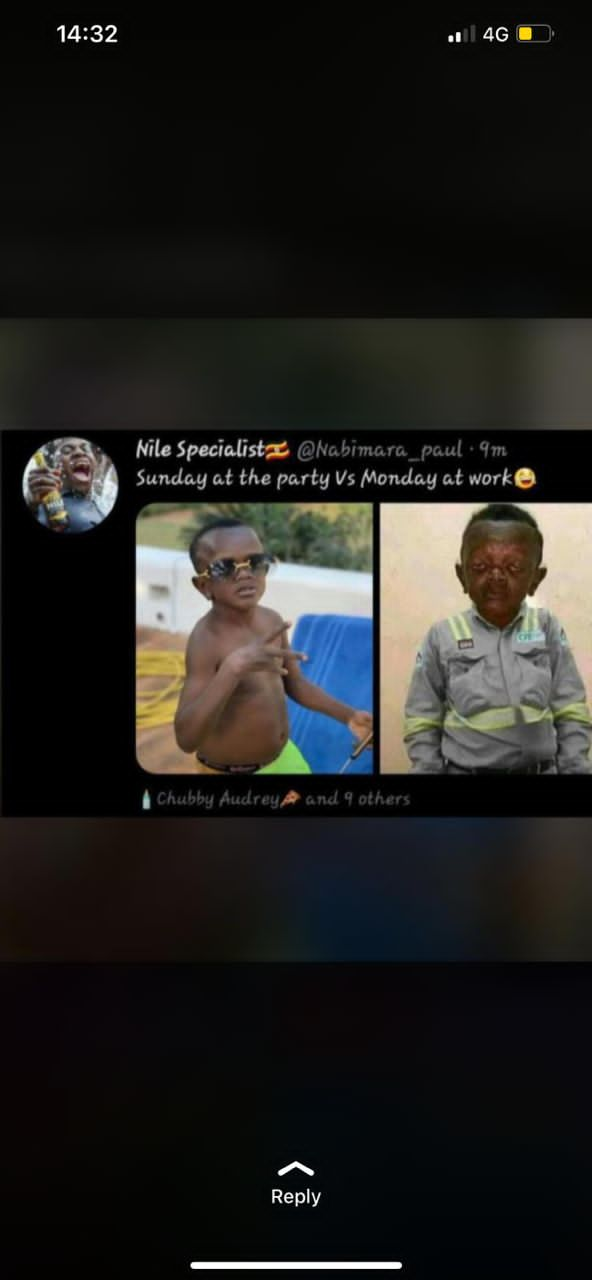 14:32
4G
Nile Specialist @Nabimara_paul · 9m
Sunday at the party Vs Monday at work
Chubby Audrey and 9 others
Reply